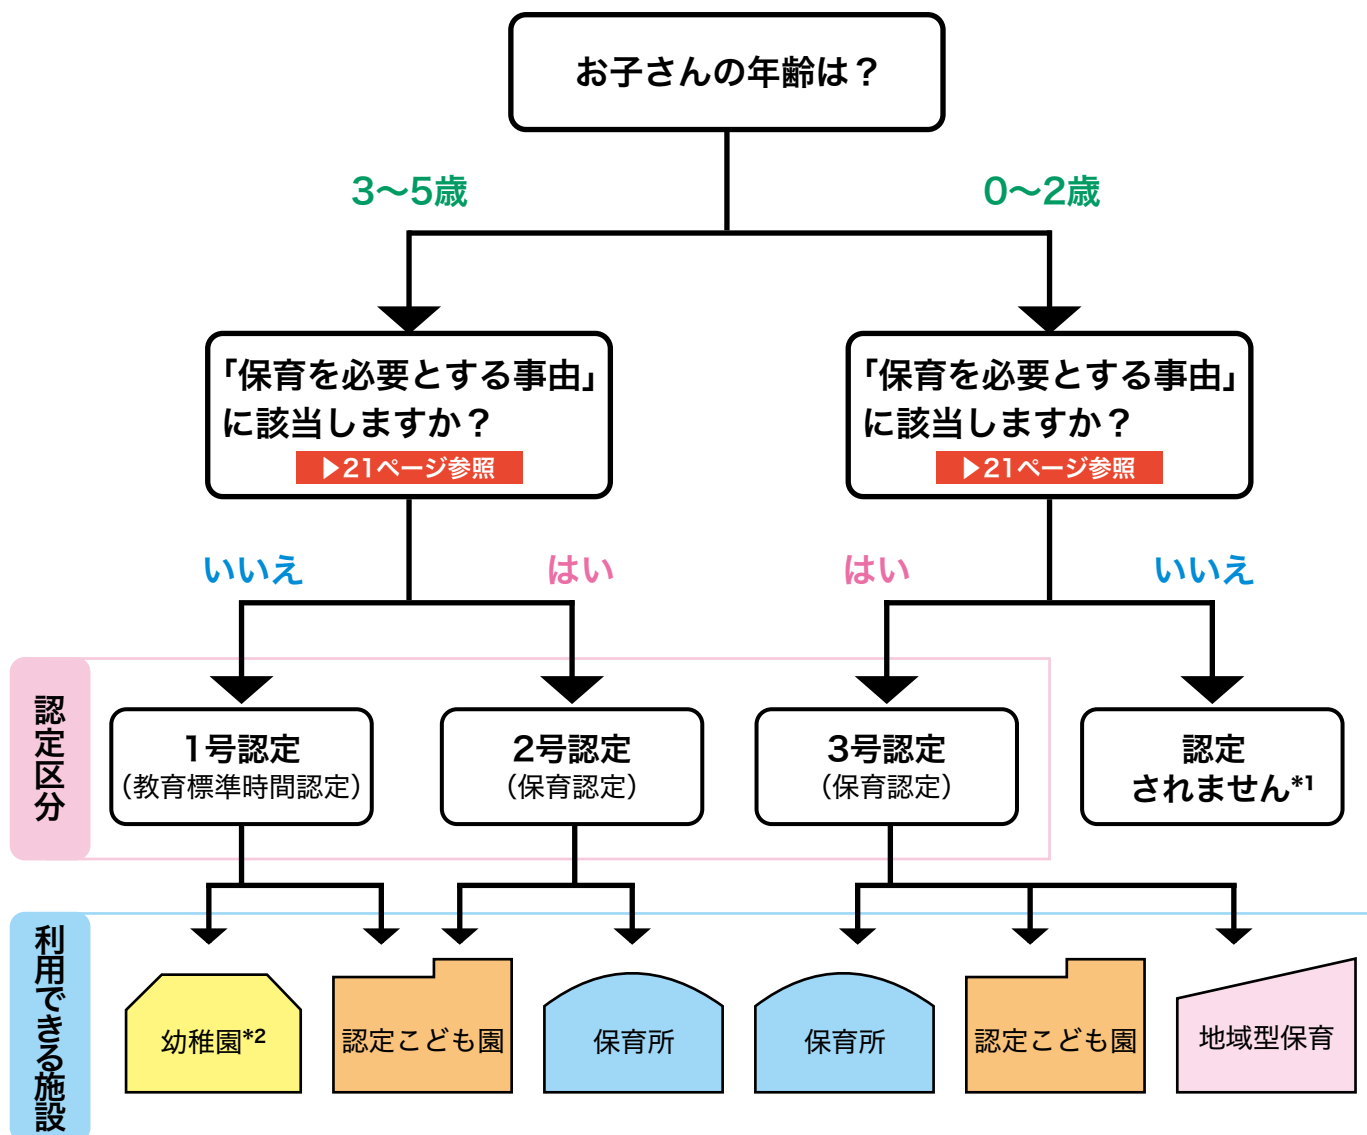 お子さんの年齢は？
3〜5歳
0〜2歳
「保育を必要とする事由」
に該当しますか？
▶21ページ参照
「保育を必要とする事由」
に該当しますか？
▶21ページ参照
いいえ
はい
はい
いいえ
認定区分
1号認定
（教育標準時間認定）
2号認定
（保育認定）
3号認定
（保育認定）
認定
されません*1
利用できる施設
幼稚園*2
認定こども園
保育所
保育所
認定こども園
地域型保育